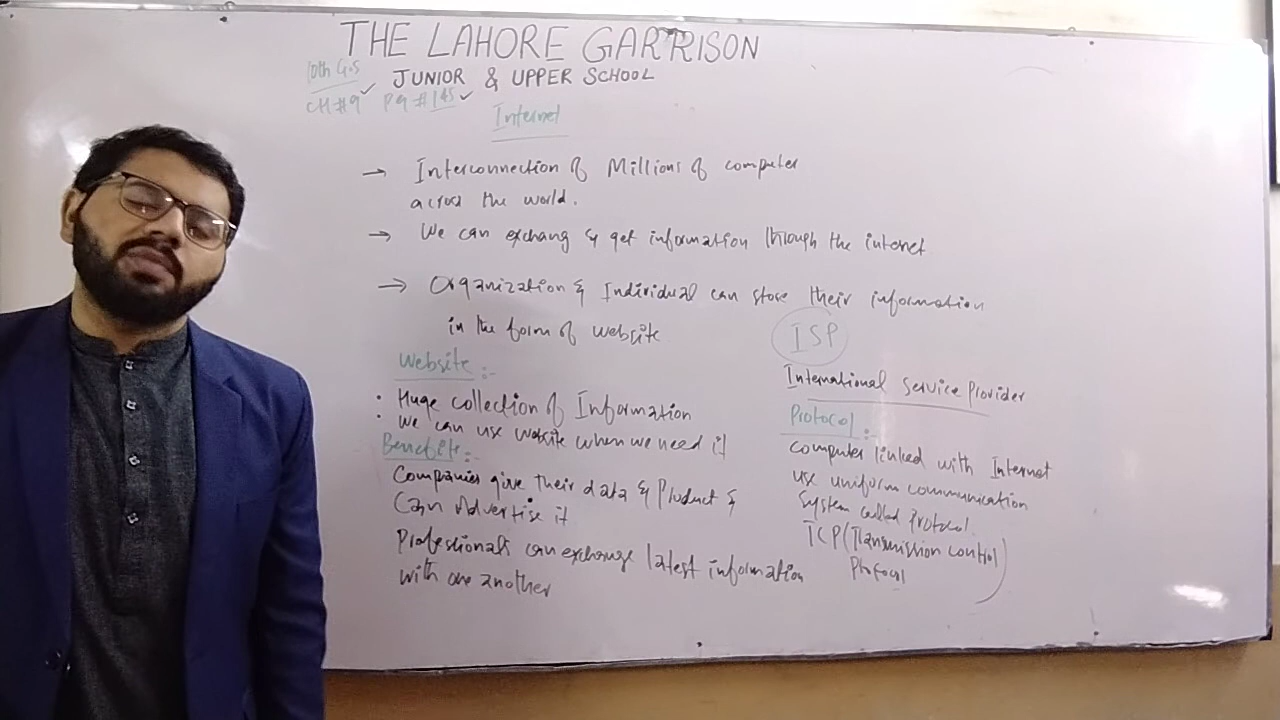 THE LAHORE GARRISON
JUNIOR & UPPER SCHOOL
10th G.S
CH#9 Pg #145
Internet
→ Interconnection of Millions of computer
across the world.
→ We can exchang & get information through the internet
→ Organization & Individual can store their information
in the form of website
Website:-
: Huge collection of Information
: We can use website when we need it
Benefits:-
Companies give their data & Product &
Can Advertise it
Professionals can exchange latest information
with one another
ISP
International Service Provider
Protocol:-
computer linked with Internet
use uniform communication
System called Protocol.
TCP (Transmission control
Protocol)